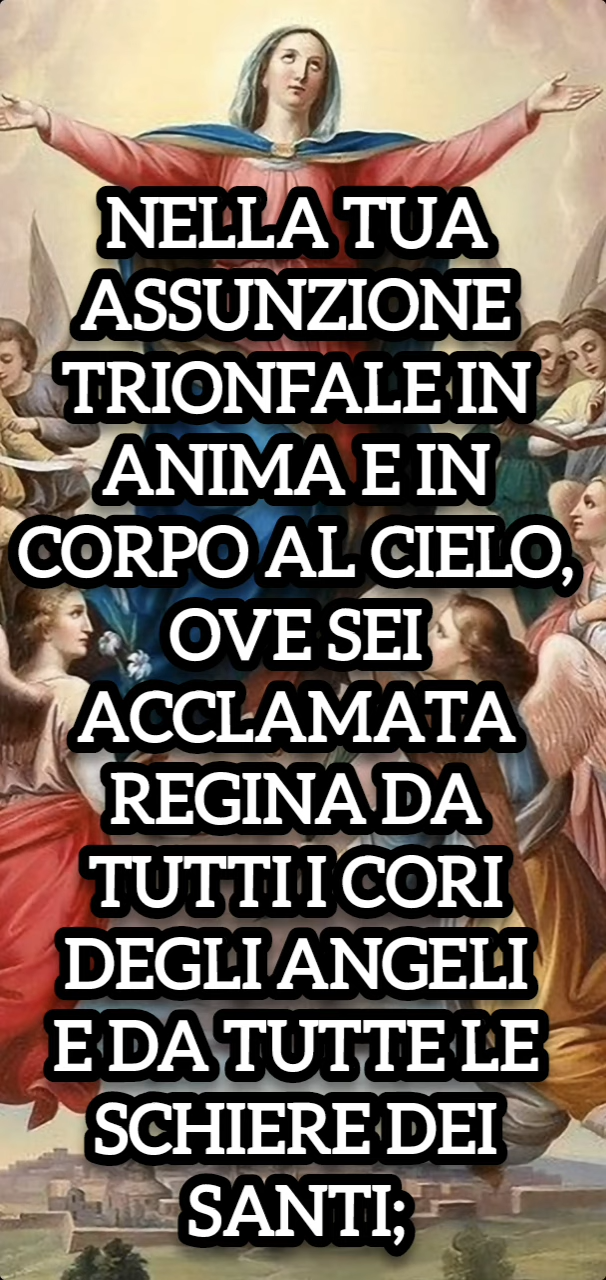 NELLA TUA
ASSUNZIONE
TRIONFALE IN
ANIMA E IN
CORPO AL CIELO,
OVE SEI
ACCLAMATA
REGINA DA
TUTTI I CORI
DEGLI ANGELI
E DA TUTTE LE
SCHIERE DEI
SANTI;